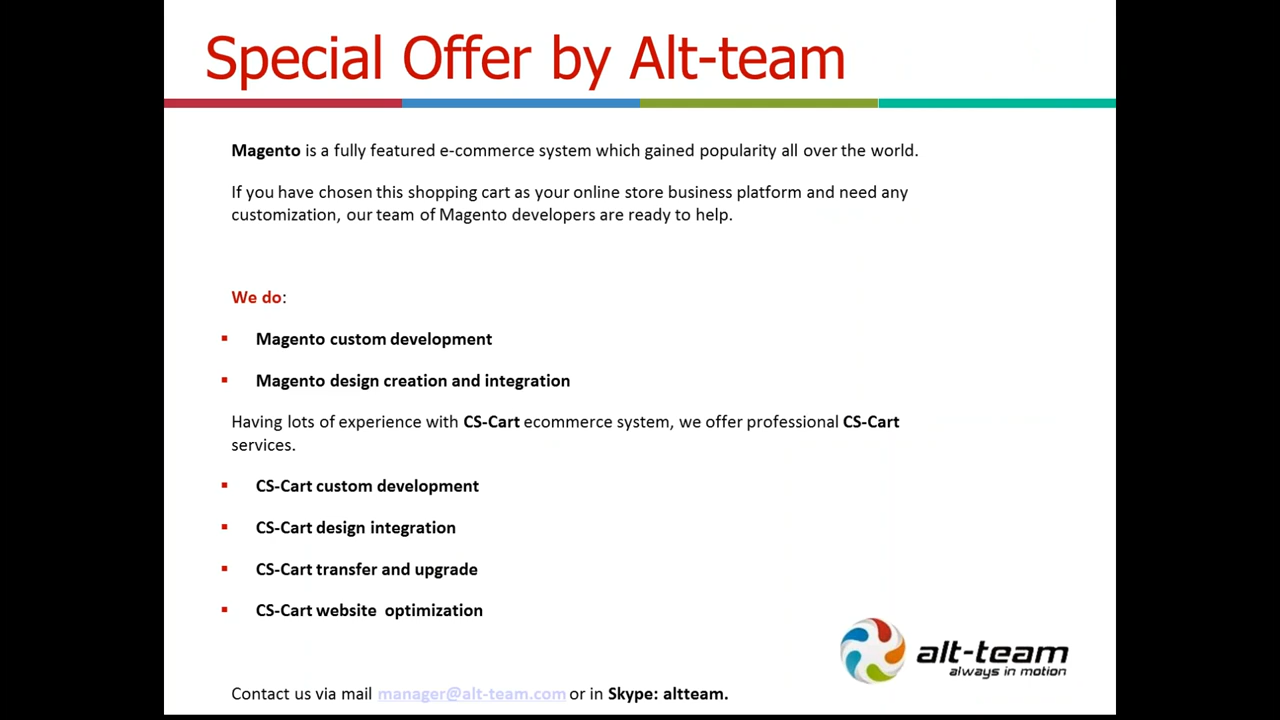 Special Offer by Alt-team
Magento is a fully featured e-commerce system which gained popularity all over the world.
If you have chosen this shopping cart as your online store business platform and need any
customization, our team of Magento developers are ready to help.
We do:
▪ Magento custom development
▪ Magento design creation and integration
Having lots of experience with CS-Cart ecommerce system, we offer professional CS-Cart
services.
▪ CS-Cart custom development
▪ CS-Cart design integration
▪ CS-Cart transfer and upgrade
▪ CS-Cart website optimization
alt-team
always in motion
Contact us via mail manager@alt-team.com or in Skype: altteam.